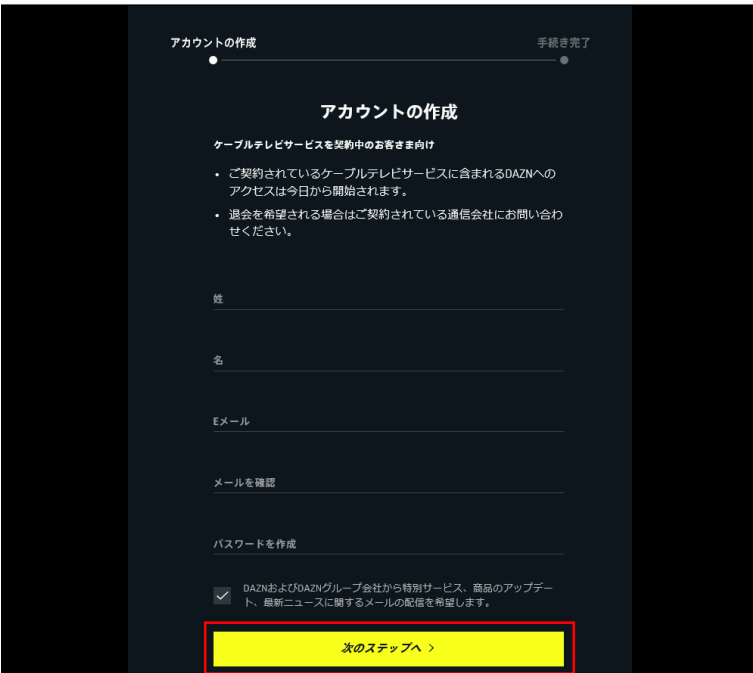 アカウントの作成
手続き完了
アカウントの作成
ケーブルテレビサービスを契約中のお客さま向け
• ご契約されているケーブルテレビサービスに含まれるDAZNへの
アクセスは今日から開始されます。
• 退会を希望される場合はご契約されている通信会社にお問い合わ
せください。
姓
名
Eメール
メールを確認
パスワードを作成
DAZNおよびDAZNグループ会社から特別サービス、商品のアップデー
ト、最新ニュースに関するメールの配信を希望します。
次のステップへ >